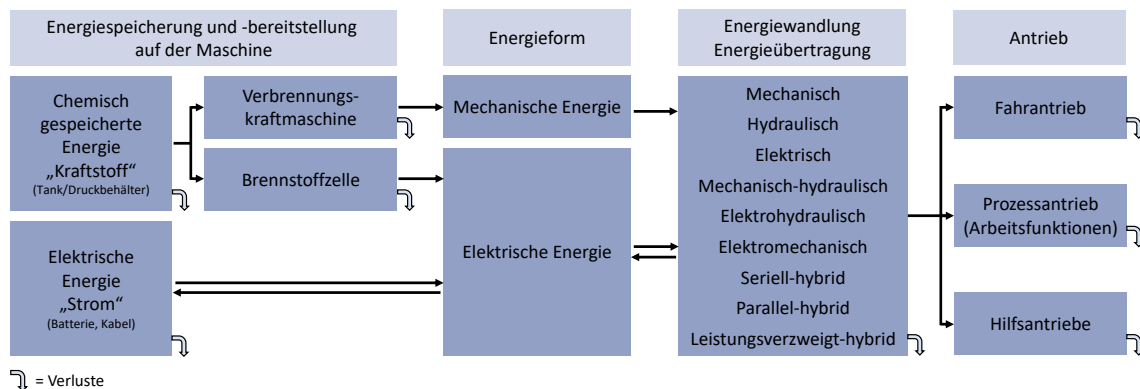 Energiespeicherung und -bereitstellung
auf der Maschine
Energieform
Energiewandlung
Energieübertragung
Antrieb
Chemisch
gespeicherte
Energie
„Kraftstoff“
(Tank/Druckbehälter)
Verbrennungs-
kraftmaschine
Brennstoffzelle
Elektrische
Energie
„Strom“
(Batterie, Kabel)
Mechanische Energie
Elektrische Energie
Mechanisch
Hydraulisch
Elektrisch
Mechanisch-hydraulisch
Elektrohydraulisch
Elektromechanisch
Seriell-hybrid
Parallel-hybrid
Leistungsverzweigt-hybrid
Fahrantrieb
Prozessantrieb
(Arbeitsfunktionen)
Hilfsantriebe
= Verluste